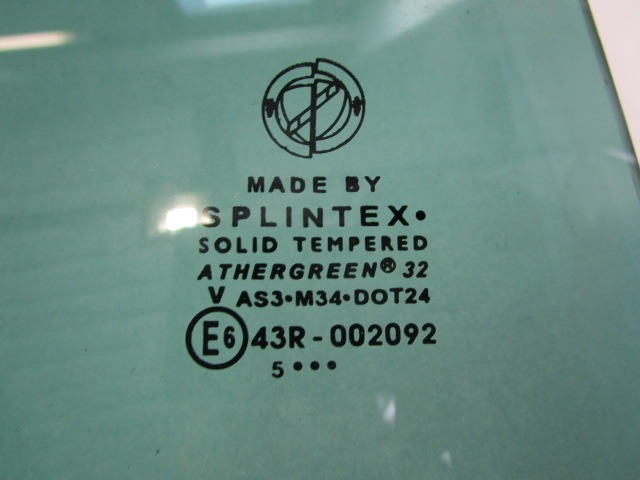 MADE BY
SPLINTEX•
SOLID TEMPERED
ATHERGREEN® 32
V AS3•M34•DOT24
E6 43R-002092
5•••